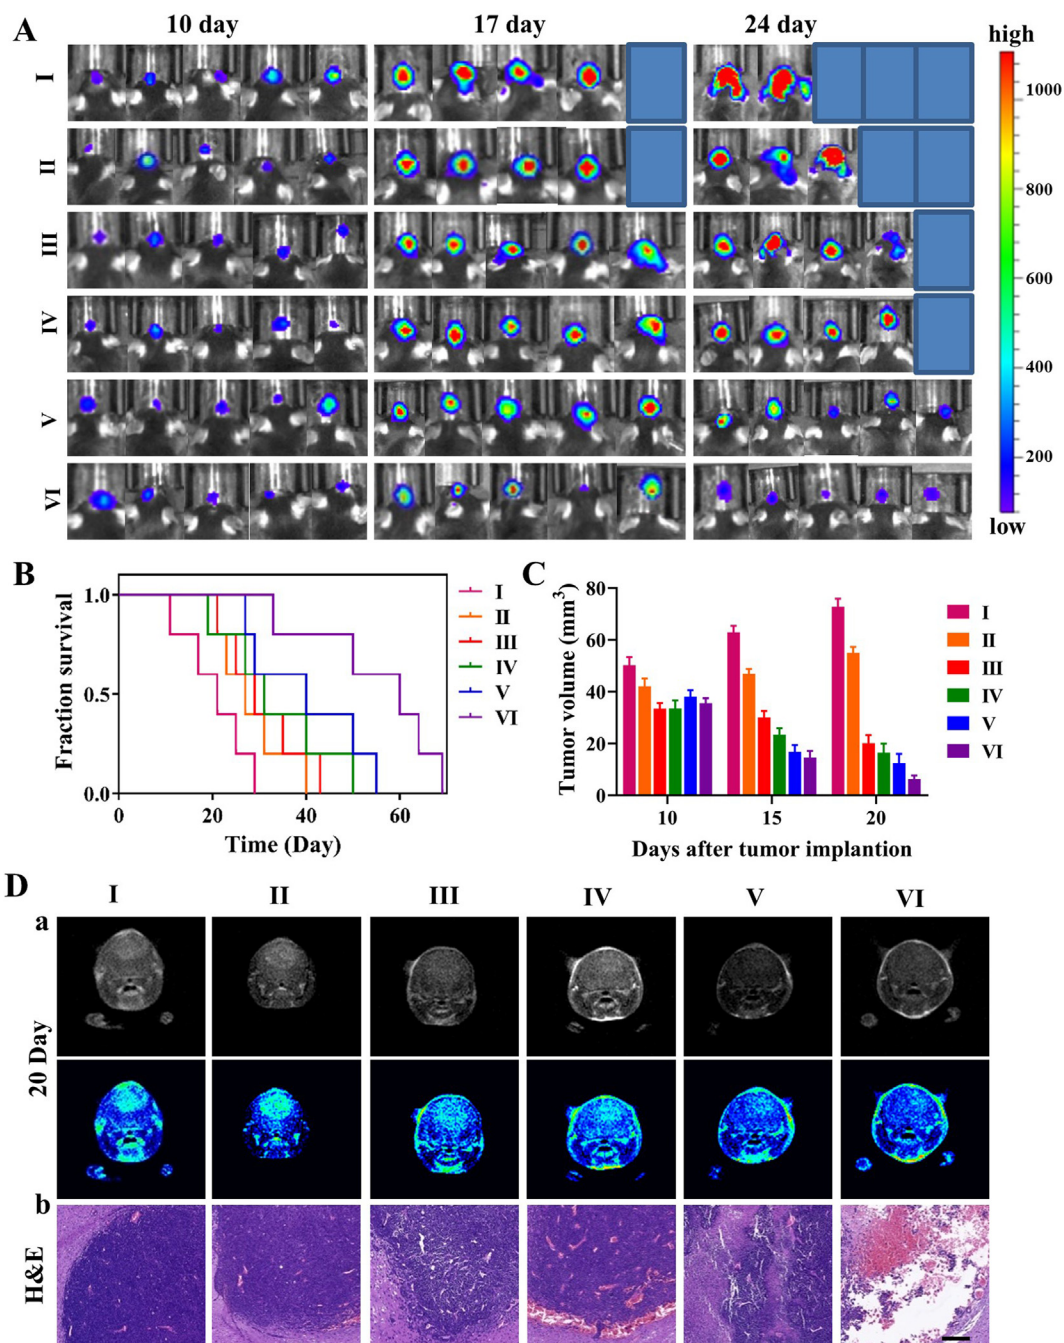 A
10 day
17 day
24 day
high
1000
800
600
400
200
low
I
II
III
IV
V
VI
B
Fraction survival
1.0
0.5
0.0
0
20
40
60
Time (Day)
I
II
III
IV
V
VI
C
Tumor volume (mm³)
80
60
40
20
0
10
15
20
Days after tumor implantion
I
II
III
IV
V
VI
D
I
II
III
IV
V
VI
a
20 Day
b
H&E